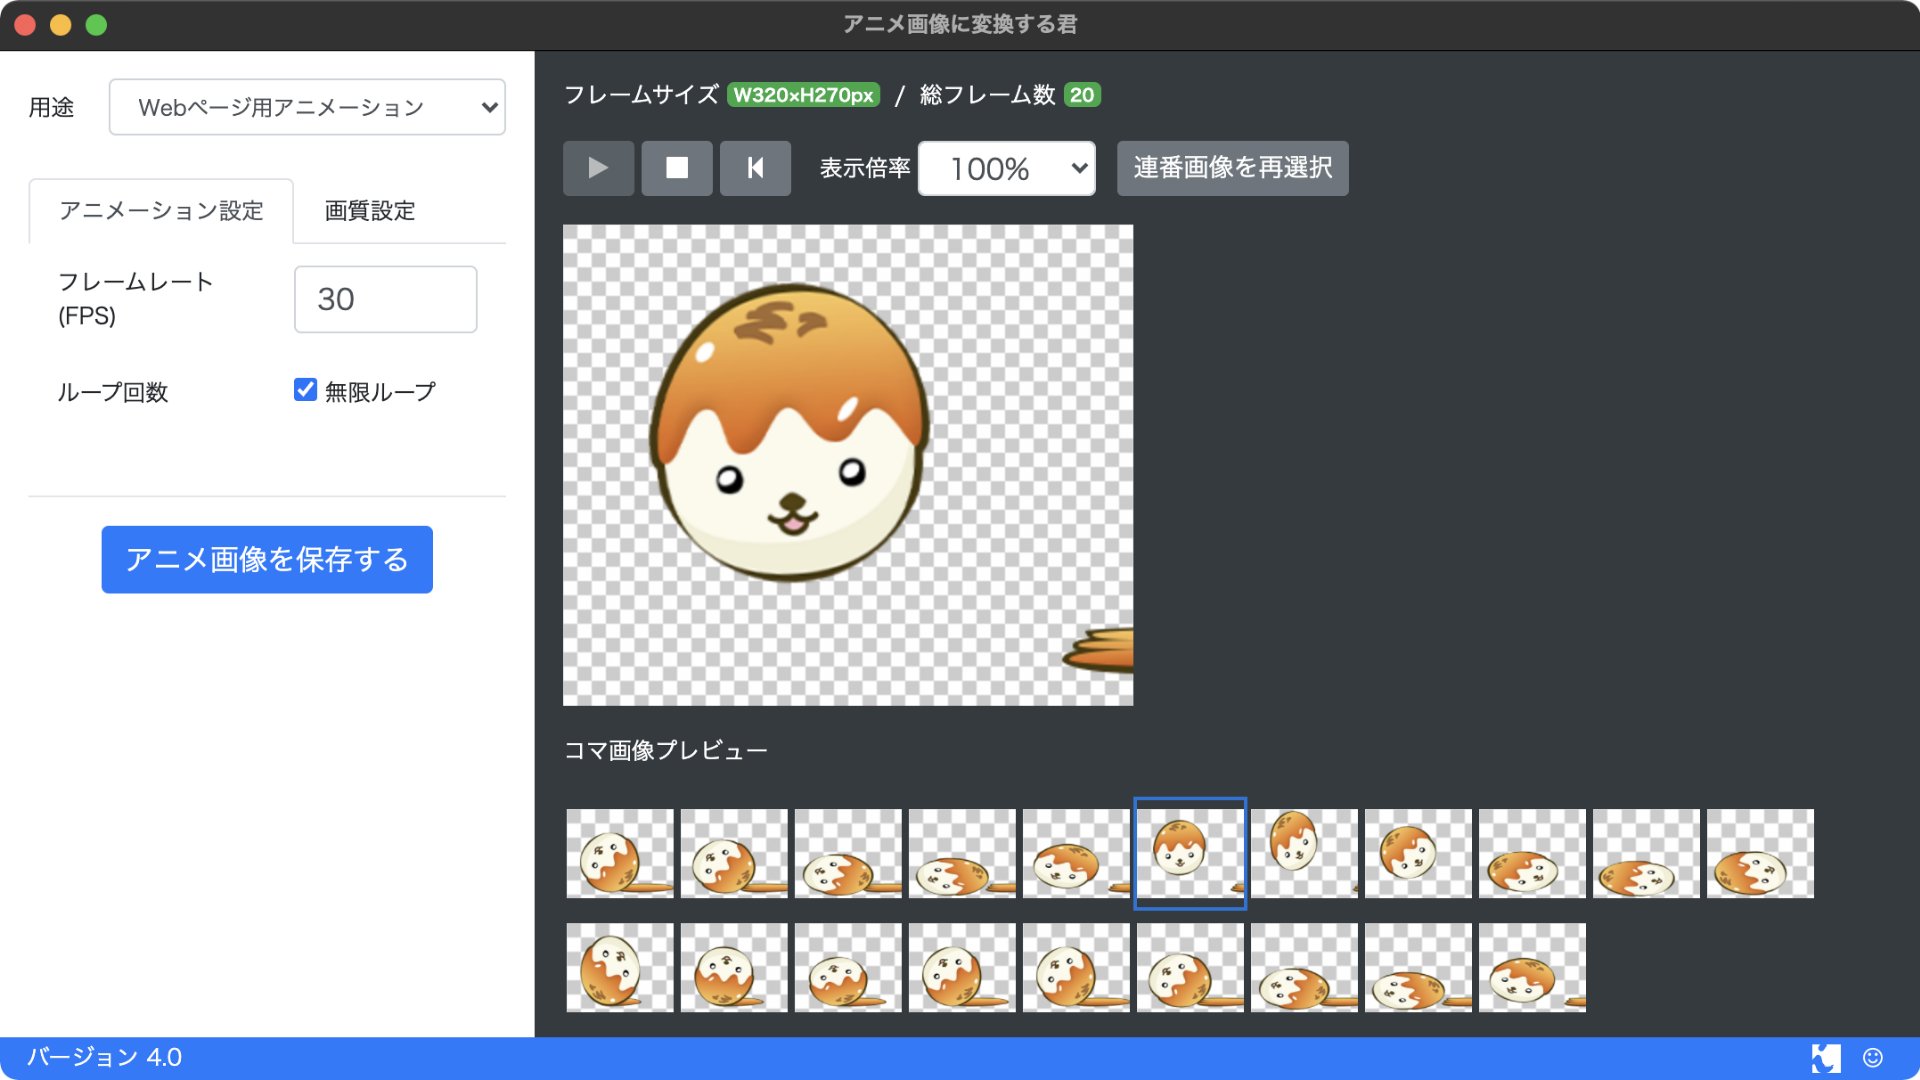 アニメ画像に変換する君
用途
Webページ用アニメーション
アニメーション設定
画質設定
フレームレート
(FPS)
30
ループ回数
無限ループ
アニメ画像を保存する
フレームサイズ W320×H270px / 総フレーム数 20
表示倍率
100%
連番画像を再選択
コマ画像プレビュー
バージョン 4.0